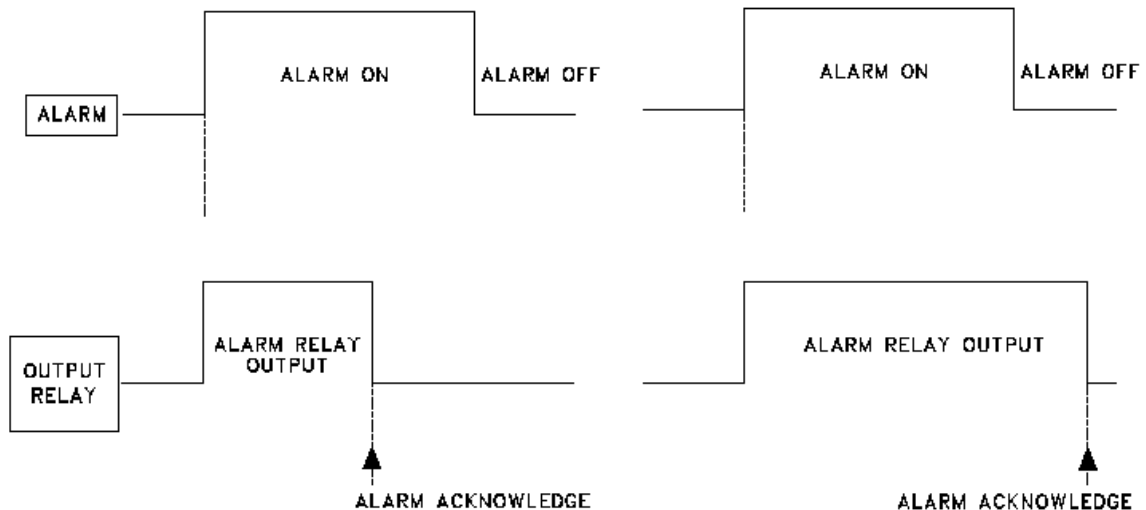 ALARM ON
ALARM OFF
ALARM ON
ALARM OFF
ALARM
ALARM RELAY
OUTPUT
ALARM RELAY OUTPUT
OUTPUT
RELAY
ALARM ACKNOWLEDGE
ALARM ACKNOWLEDGE